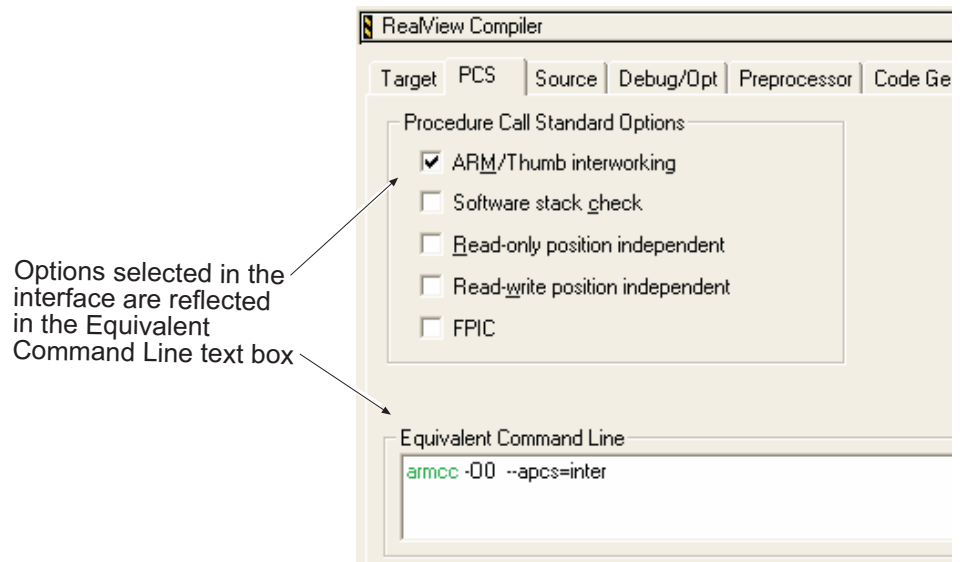 RealView Compiler
Target PCS Source Debug/Opt Preprocessor Code Ge
Procedure Call Standard Options
ARM/Thumb interworking
Software stack check
Read-only position independent
Read-write position independent
FPIC
Options selected in the
interface are reflected
in the Equivalent
Command Line text box
Equivalent Command Line
armcc -O0 --apcs=inter